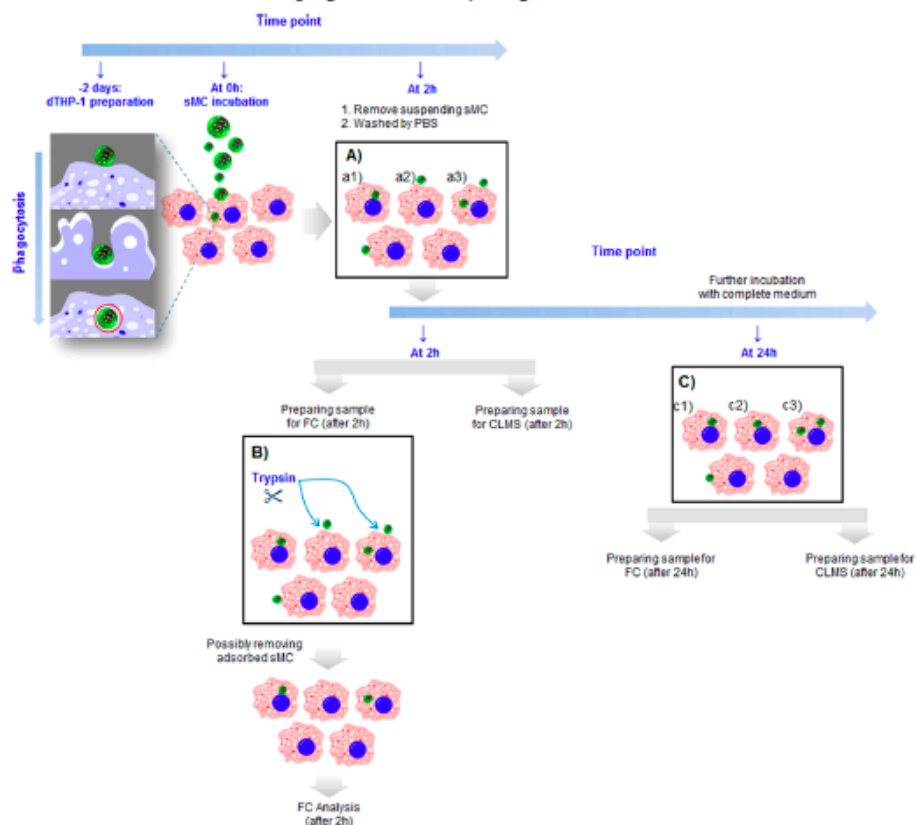 Time point
-2 days:
dTHP-1 preparation
At 0h:
sMC incubation
At 2h
1. Remove suspending sMC
2. Washed by PBS
Phagocytosis
A)
a1)
a2)
a3)
Time point
Further incubation
with complete medium
At 2h
At 24h
Preparing sample
for FC (after 2h)
Preparing sample
for CLMS (after 2h)
B)
Trypsin
C)
c1)
c2)
c3)
Preparing sample for
FC (after 24h)
Preparing sample for
CLMS (after 24h)
Possibly removing
adsorbed sMC
FC Analysis
(after 2h)